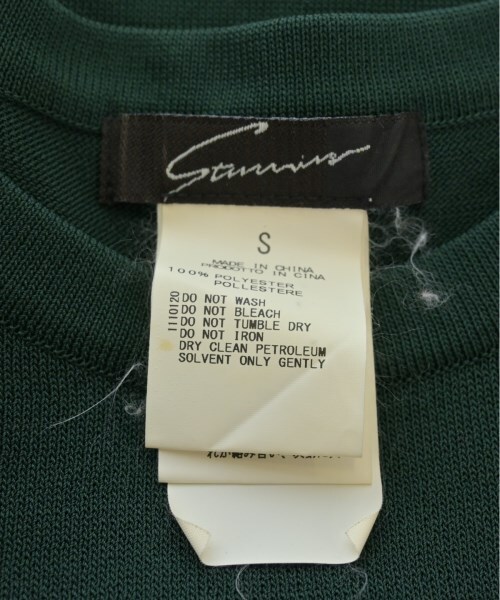 Stunning
S
MADE IN CHINA
PRODOTTO IN CINA
100% POLYESTER
POLLESTERE
1110120
DO NOT WASH
DO NOT BLEACH
DO NOT TUMBLE DRY
DO NOT IRON
DRY CLEAN PETROLEUM
SOLVENT ONLY GENTLY